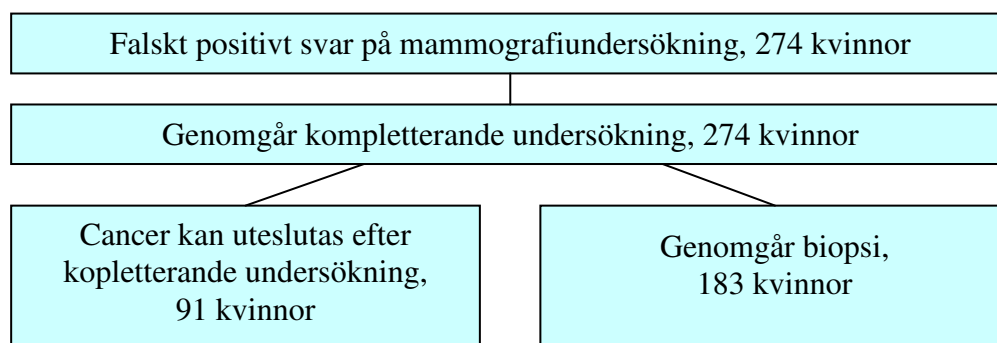 Falskt positivt svar på mammografiundersökning, 274 kvinnor
Genomgår kompletterande undersökning, 274 kvinnor
Cancer kan uteslutas efter
kopletterande undersökning,
91 kvinnor
Genomgår biopsi,
183 kvinnor